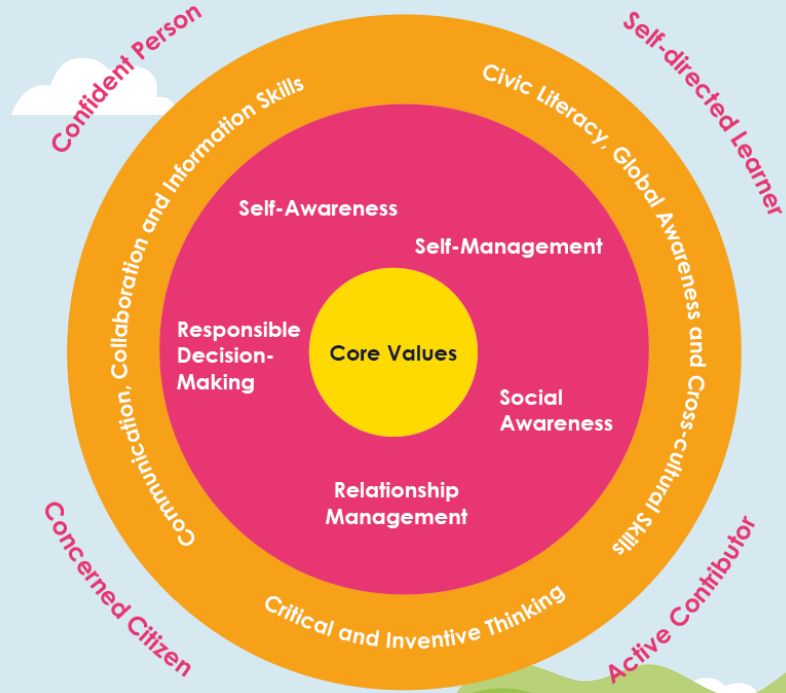 Confident Person
Self-directed Learner
Communication, Collaboration and Information Skills
Civic Literacy, Global Awareness and Cross-cultural Skills
Self-Awareness
Self-Management
Responsible
Decision-
Making
Core Values
Social
Awareness
Relationship
Management
Critical and Inventive Thinking
Concerned Citizen
Active Contributor